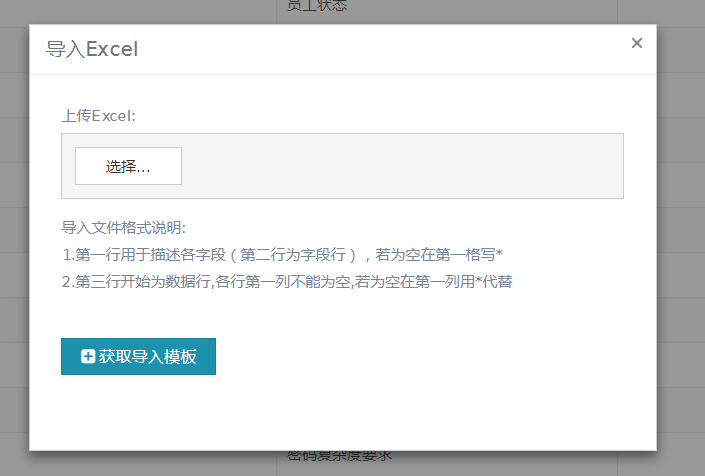 员工状态
导入Excel
×
上传Excel:
选择...
导入文件格式说明:
1.第一行用于描述各字段（第二行为字段行），若为空在第一格写*
2.第三行开始为数据行,各行第一列不能为空,若为空在第一列用*代替
获取导入模板
密码复杂度要求